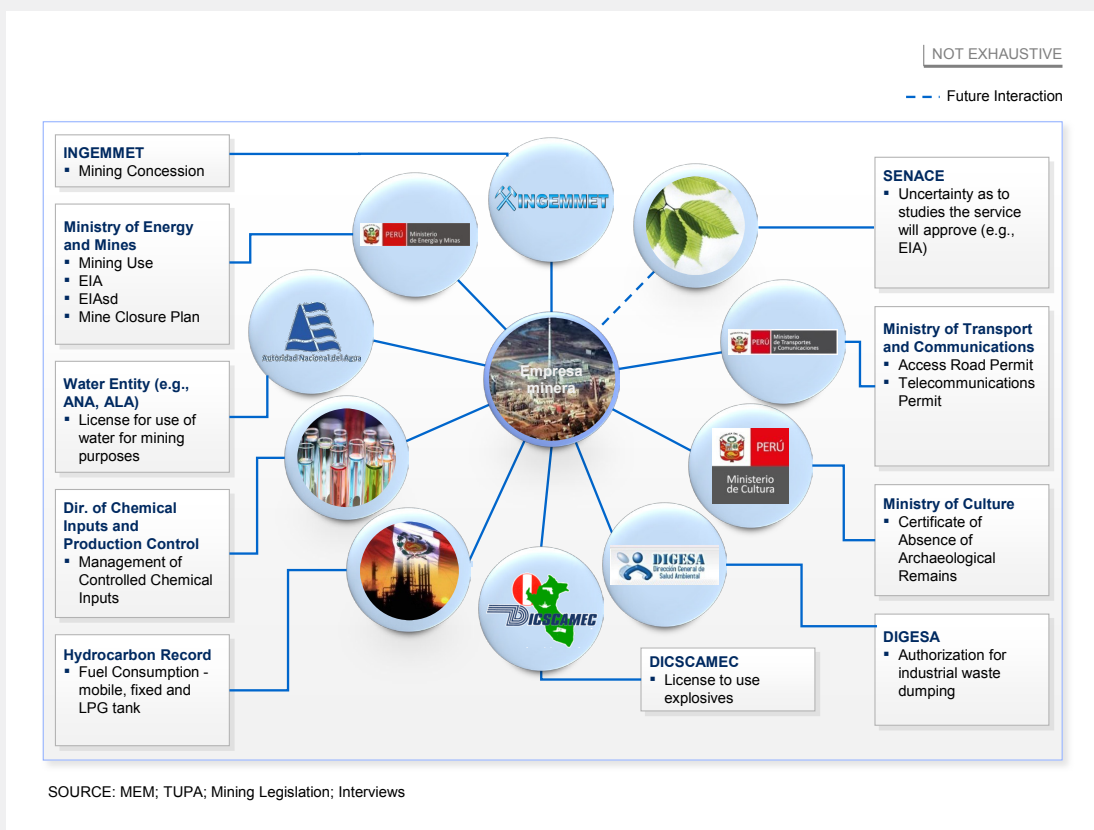 NOT EXHAUSTIVE
Future Interaction
INGEMMET
▪ Mining Concession
Ministry of Energy
and Mines
▪ Mining Use
▪ EIA
▪ EIAsd
▪ Mine Closure Plan
Water Entity (e.g.,
ANA, ALA)
▪ License for use of
water for mining
purposes
Dir. of Chemical
Inputs and
Production Control
▪ Management of
Controlled Chemical
Inputs
Hydrocarbon Record
▪ Fuel Consumption -
mobile, fixed and
LPG tank
INGEMMET
PERÚ
Ministerio
de Energía y Minas
Autoridad Nacional del Agua
Empresa
minera
PERÚ
Ministerio
de Transportes
y Comunicaciones
PERÚ
Ministerio
de Cultura
DIGESA
Dirección General de
Salud Ambiental
DICSCAMEC
DICSCAMEC
▪ License to use
explosives
SENACE
▪ Uncertainty as to
studies the service
will approve (e.g.,
EIA)
Ministry of Transport
and Communications
▪ Access Road Permit
▪ Telecommunications
Permit
Ministry of Culture
▪ Certificate of
Absence of
Archaeological
Remains
DIGESA
▪ Authorization for
industrial waste
dumping
SOURCE: MEM; TUPA; Mining Legislation; Interviews